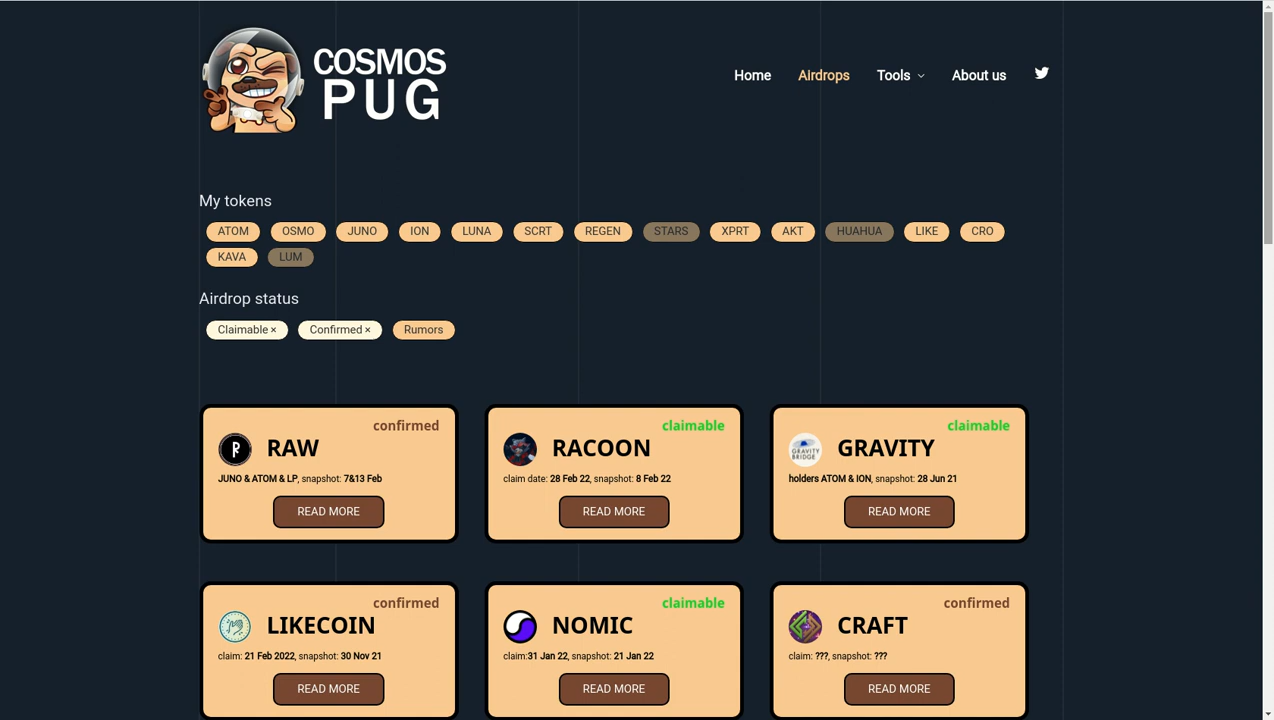 COSMOS
PUG
Home Airdrops Tools About us
My tokens
ATOM OSMO JUNO ION LUNA SCRT REGEN STARS XPRT AKT HUAHUA LIKE CRO
KAVA LUM
Airdrop status
Claimable × Confirmed × Rumors
confirmed
RAW
JUNO & ATOM & LP, snapshot: 7&13 Feb
READ MORE
claimable
RACOON
claim date: 28 Feb 22, snapshot: 8 Feb 22
READ MORE
claimable
GRAVITY BRIDGE
GRAVITY
holders ATOM & ION, snapshot: 28 Jun 21
READ MORE
confirmed
LIKECOIN
claim: 21 Feb 2022, snapshot: 30 Nov 21
READ MORE
claimable
NOMIC
claim:31 Jan 22, snapshot: 21 Jan 22
READ MORE
confirmed
CRAFT
claim: ???, snapshot: ???
READ MORE